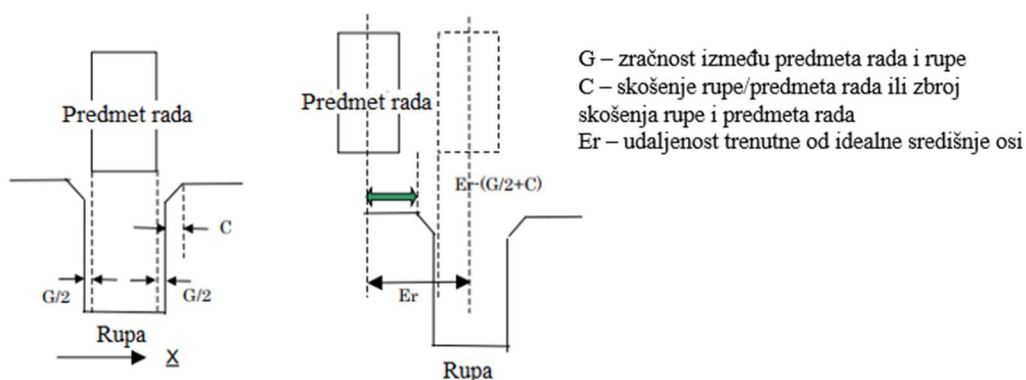 Predmet rada
C
G/2
G/2
Rupa
X
Predmet rada
Er-(G/2+C)
Er
Rupa
G – zračnost između predmeta rada i rupe
C – skošenje rupe/predmeta rada ili zbroj
skošenja rupe i predmeta rada
Er – udaljenost trenutne od idealne središnje osi